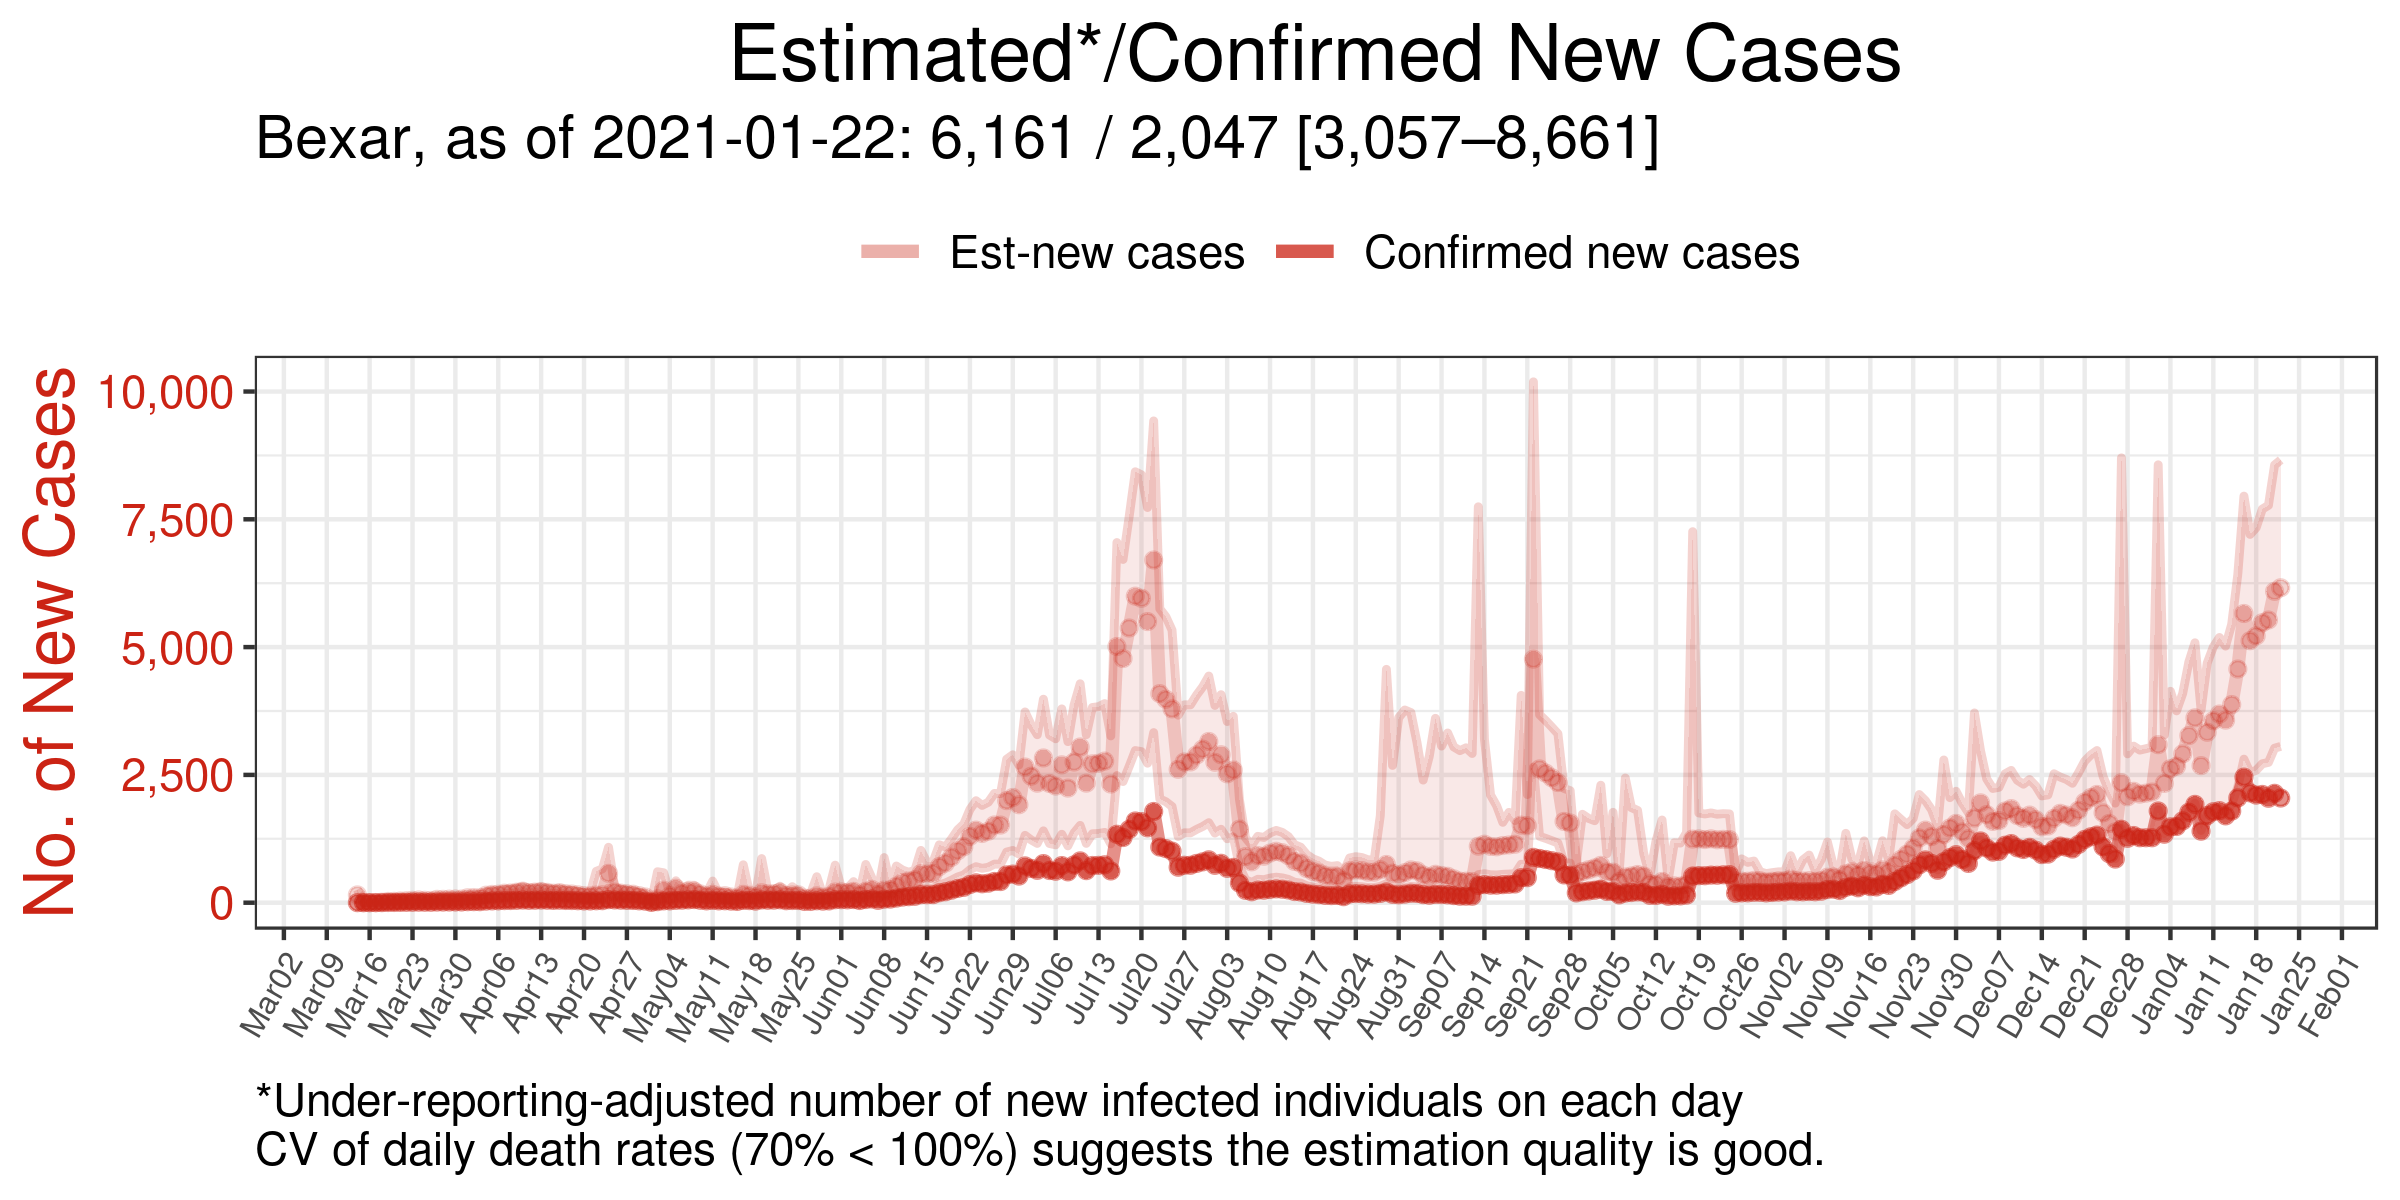 Estimated*/Confirmed New Cases
Bexar, as of 2021-01-22: 6,161 / 2,047 [3,057–8,661]
Est-new cases Confirmed new cases
No. of New Cases
10,000
7,500
5,000
2,500
0
Mar02 Mar09 Mar16 Mar23 Mar30 Apr06 Apr13 Apr20 Apr27 May04 May11 May18 May25 Jun01 Jun08 Jun15 Jun22 Jun29 Jul06 Jul13 Jul20 Jul27 Aug03 Aug10 Aug17 Aug24 Aug31 Sep07 Sep14 Sep21 Sep28 Oct05 Oct12 Oct19 Oct26 Nov02 Nov09 Nov16 Nov23 Nov30 Dec07 Dec14 Dec21 Dec28 Jan04 Jan11 Jan18 Jan25 Feb01
*Under-reporting-adjusted number of new infected individuals on each day
CV of daily death rates (70% < 100%) suggests the estimation quality is good.